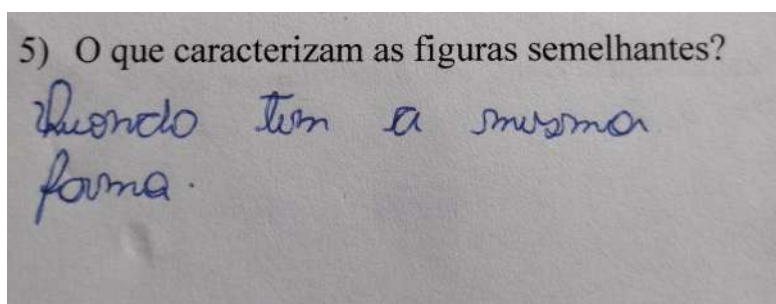 5) O que caracterizam as figuras semelhantes?
Quando tem a mesma
forma.